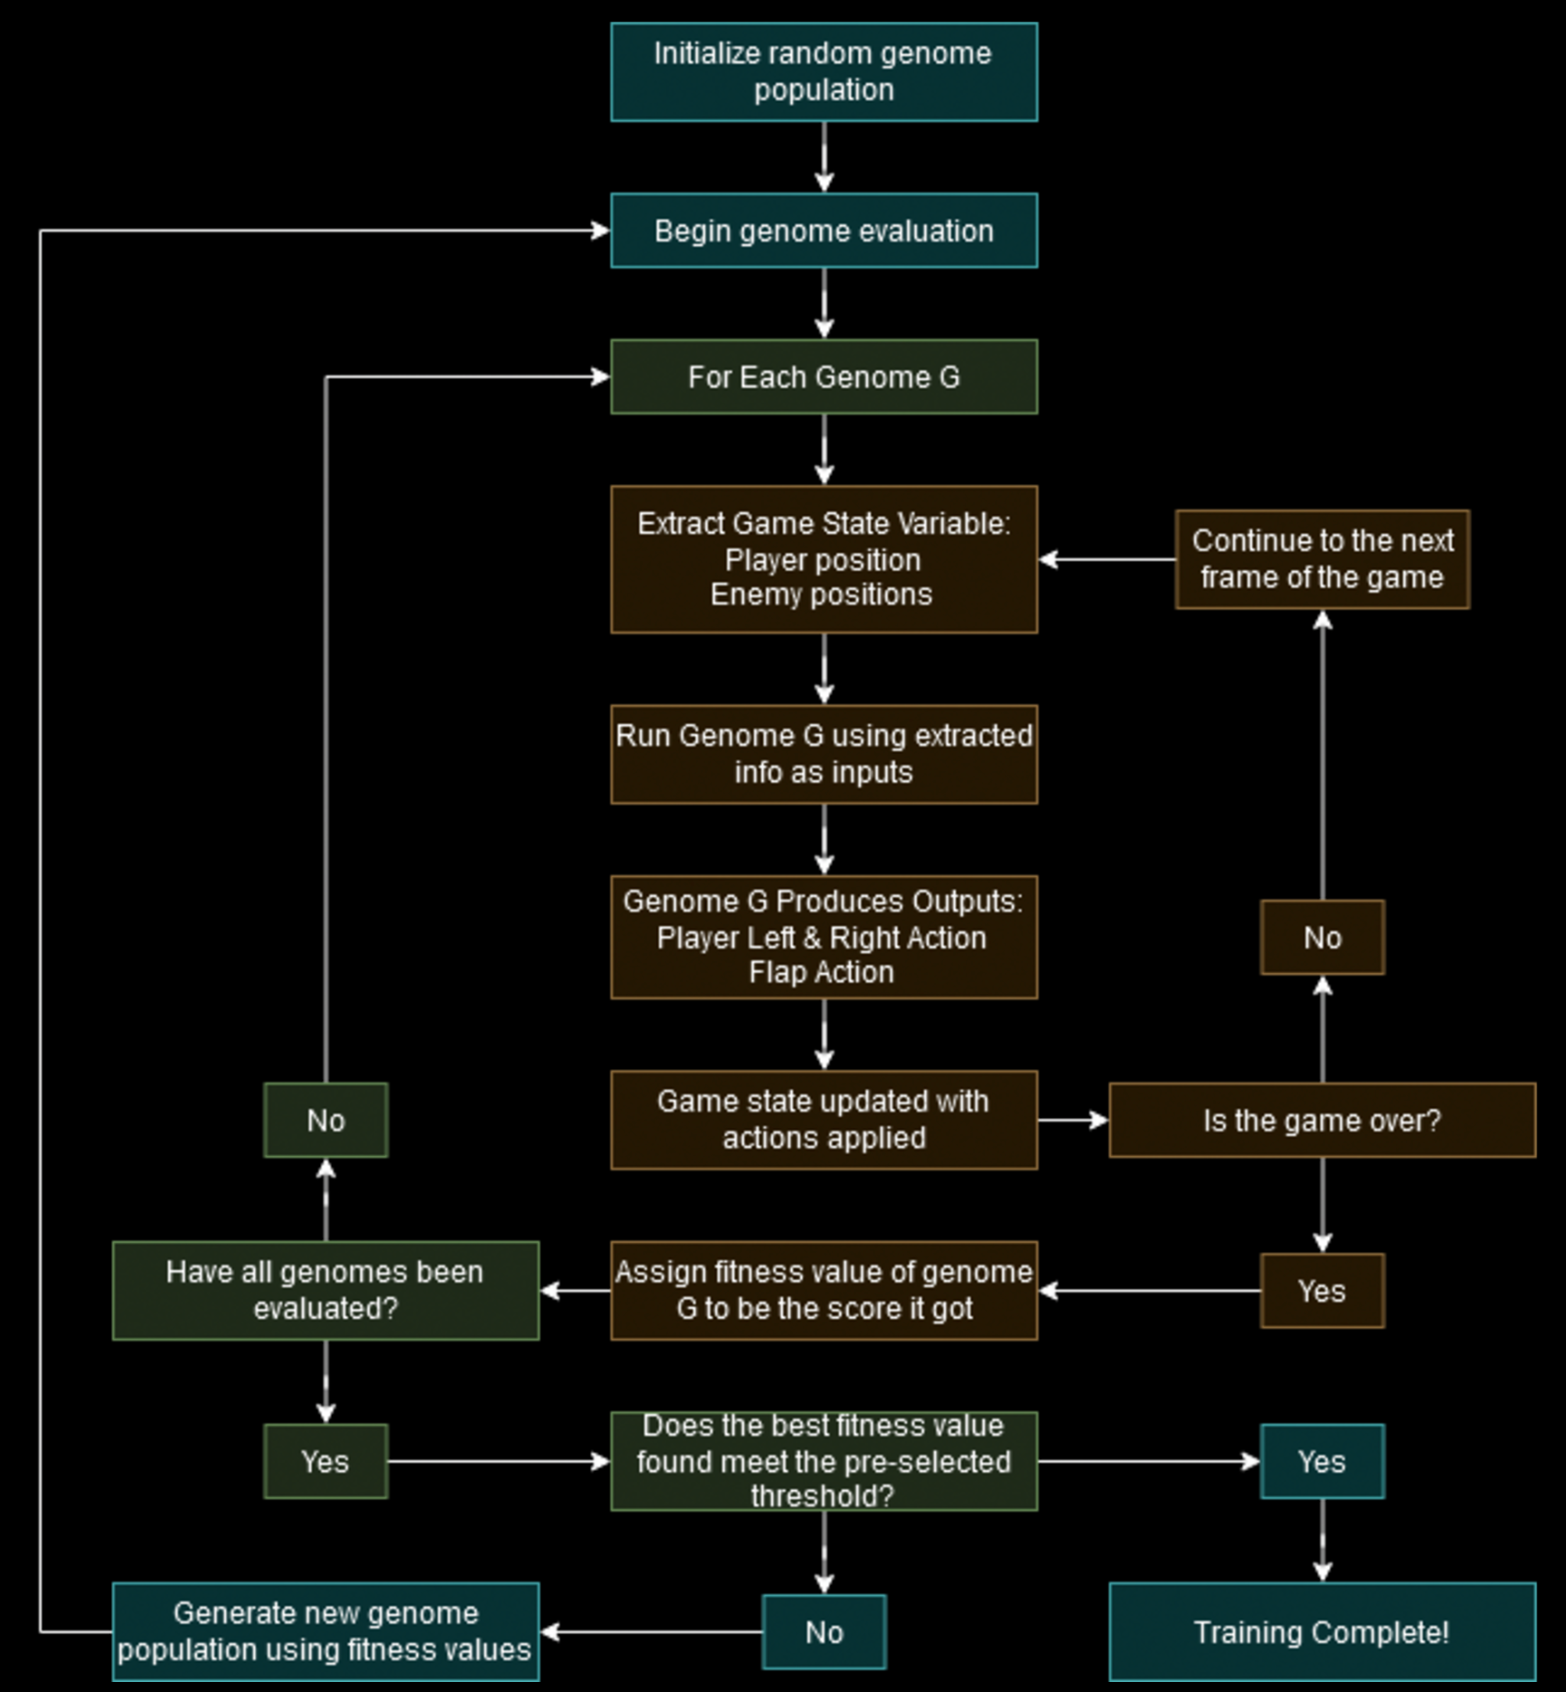 Initialize random genome
population
Begin genome evaluation
For Each Genome G
Extract Game State Variable:
Player position
Enemy positions
Continue to the next
frame of the game
Run Genome G using extracted
info as inputs
Genome G Produces Outputs:
Player Left & Right Action
Flap Action
No
Game state updated with
actions applied
Is the game over?
No
Have all genomes been
evaluated?
Assign fitness value of genome
G to be the score it got
Yes
Yes
Does the best fitness value
found meet the pre-selected
threshold?
Yes
Generate new genome
population using fitness values
No
Training Complete!